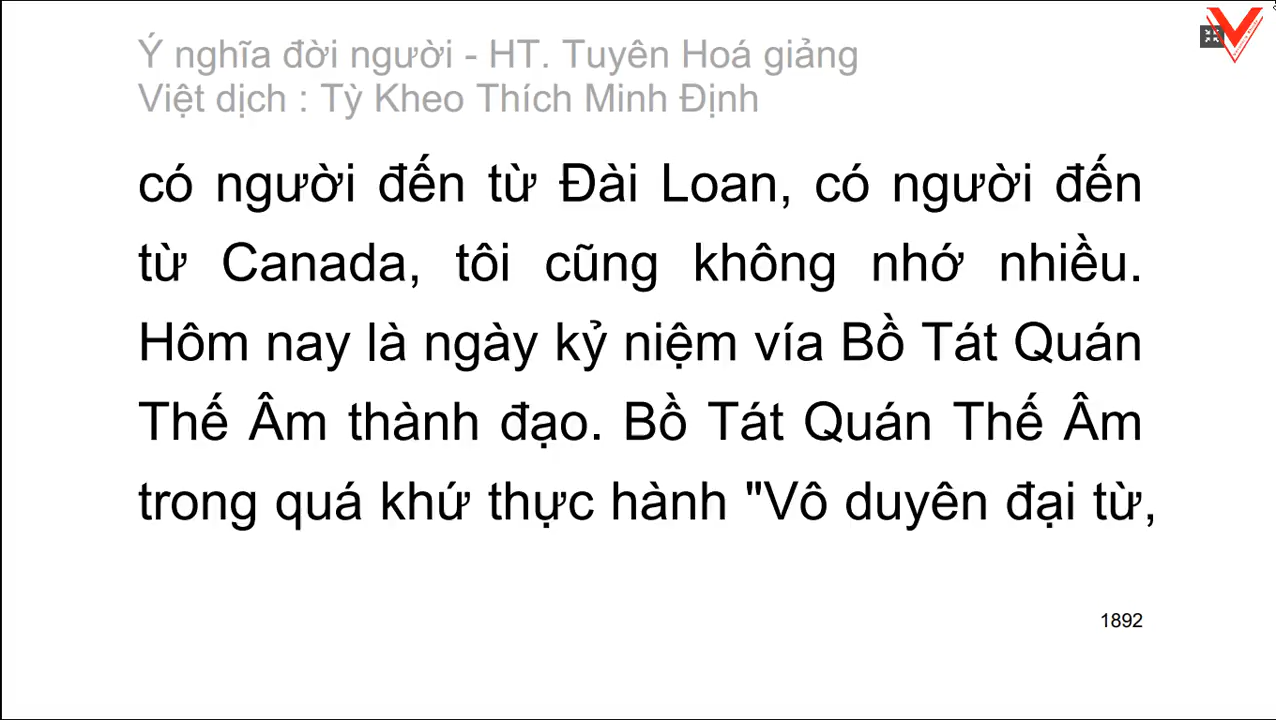 Ý nghĩa đời người - HT. Tuyên Hoá giảng
Việt dịch : Tỳ Kheo Thích Minh Định
có người đến từ Đài Loan, có người đến
từ Canada, tôi cũng không nhớ nhiều.
Hôm nay là ngày kỷ niệm vía Bồ Tát Quán
Thế Âm thành đạo. Bồ Tát Quán Thế Âm
trong quá khứ thực hành "Vô duyên đại từ,
1892